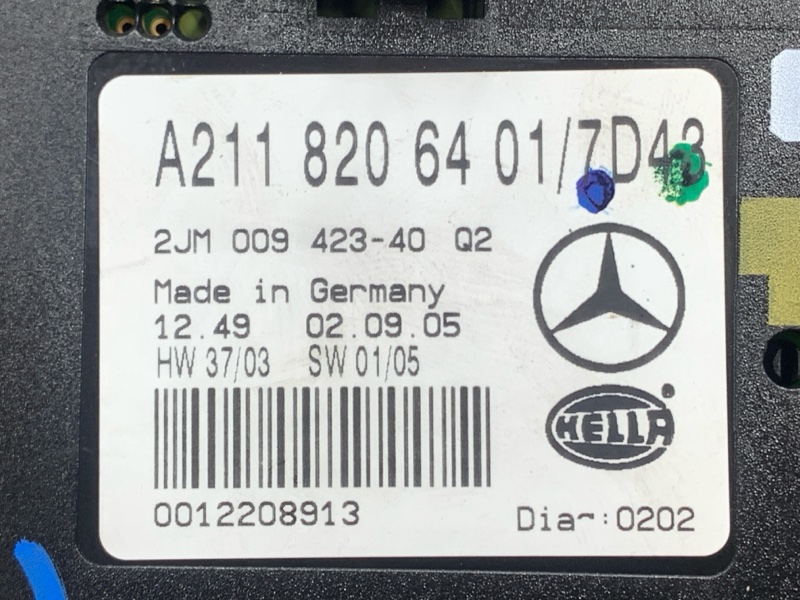 A211 820 64 01/7D43
2JM 009 423-40 Q2
Made in Germany
12.49 02.09.05
HW 37/03 SW 01/05
HELLA
0012208913 :0202